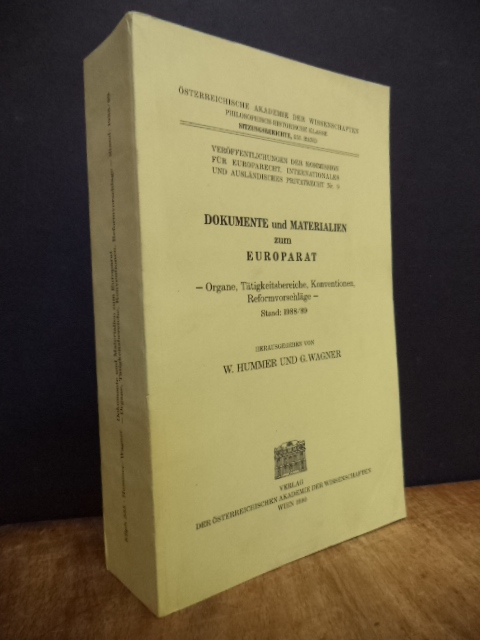 ÖSTERREICHISCHE AKADEMIE DER WISSENSCHAFTEN
PHILOSOPHISCH-HISTORISCHE KLASSE
SITZUNGSBERICHTE, BAND
VERÖFFENTLICHUNGEN DER KOMMISSION
FÜR EUROPARECHT, INTERNATIONALES
UND AUSLÄNDISCHES PRIVATRECHT Nr.
DOKUMENTE und MATERIALIEN
zum
EUROPARAT
– Organe, Tätigkeitsbereiche, Konventionen,
Reformvorschläge –
Stand: 1988/89
HERAUSGEGEBEN VON
W. HUMMER UND G. WAGNER
VERLAG
DER ÖSTERREICHISCHEN AKADEMIE DER WISSENSCHAFTEN
WIEN